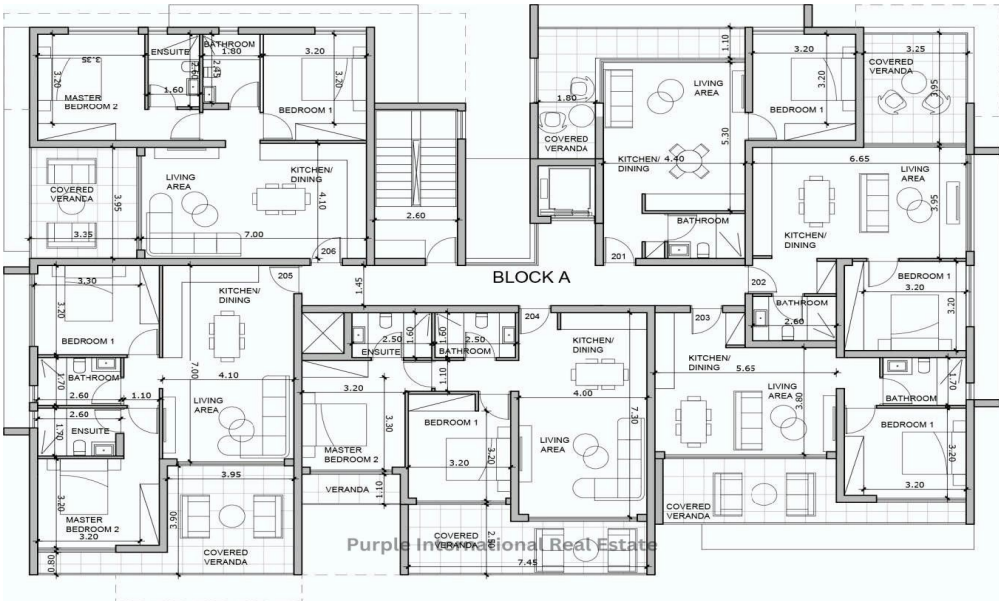 ENSUITE
BATHROOM
1.80
3.20
3.35
3.20
2.60
2.45
1.60
3.20
MASTER
BEDROOM 2
BEDROOM 1
COVERED
VERANDA
3.95
3.35
LIVING
AREA
KITCHEN/
DINING
4.10
7.00
206
2.60
1.10
LIVING
AREA
1.80
COVERED
VERANDA
5.30
KITCHEN/
DINING
4.40
BATHROOM
201
3.20
3.20
BEDROOM 1
3.25
COVERED
VERANDA
3.95
6.65
LIVING
AREA
3.95
KITCHEN/
DINING
202
BATHROOM
2.60
BEDROOM 1
3.20
3.20
BLOCK A
1.45
205
3.30
3.20
BEDROOM 1
KITCHEN/
DINING
7.00
4.10
1.70
BATHROOM
2.60
1.10
2.60
1.70
ENSUITE
LIVING
AREA
3.20
MASTER
BEDROOM 2
3.20
0.80
3.95
3.90
COVERED
VERANDA
204
2.50
1.60
ENSUITE
1.60
2.50
BATHROOM
1.10
3.20
3.30
MASTER
BEDROOM 2
BEDROOM 1
3.20
3.20
VERANDA
1.10
KITCHEN/
DINING
4.00
7.30
LIVING
AREA
COVERED
VERANDA
7.45
203
KITCHEN/
DINING
5.65
LIVING
AREA
3.80
COVERED
VERANDA
1.70
BATHROOM
BEDROOM 1
3.20
3.20
Purple International Real Estate